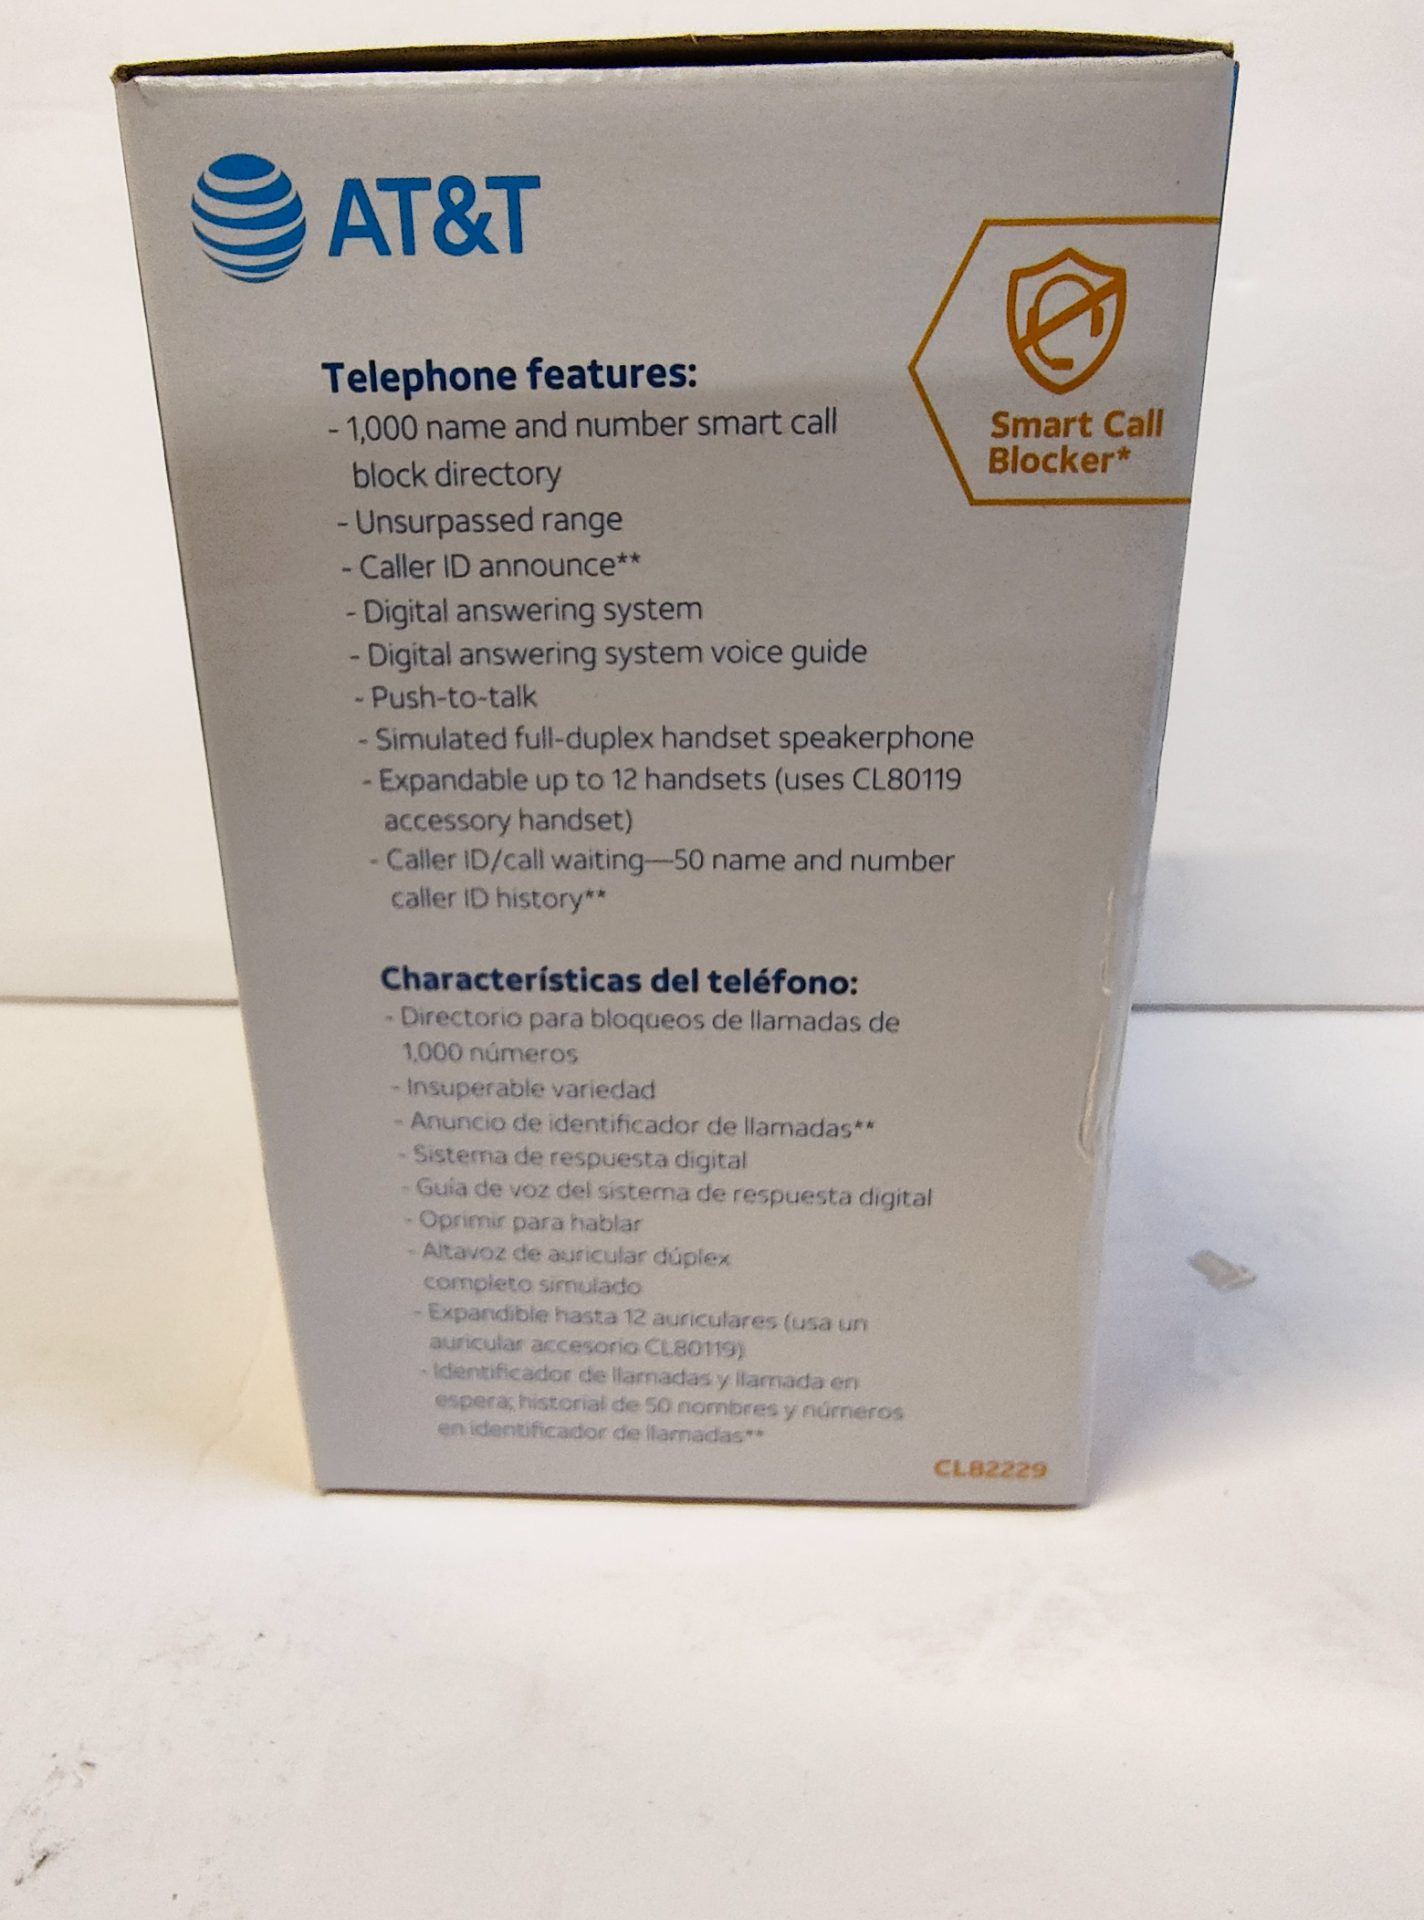 AT&T
Smart Call
Blocker*
Telephone features:
- 1,000 name and number smart call
block directory
- Unsurpassed range
- Caller ID announce**
- Digital answering system
- Digital answering system voice guide
- Push-to-talk
- Simulated full-duplex handset speakerphone
- Expandable up to 12 handsets (uses CL80119
accessory handset)
- Caller ID/call waiting—50 name and number
caller ID history**
Características del teléfono:
- Directorio para bloqueos de llamadas de
1,000 números
- Insuperable variedad
- Anuncio de identificador de llamadas**
- Sistema de respuesta digital
- Guía de voz del sistema de respuesta digital
- Oprimir para hablar
- Altavoz de auricular dúplex
completo simulado
- Expandible hasta 12 auriculares (usa un
auricular accesorio CL80119)
- Identificador de llamadas y llamada en
espera; historial de 50 nombres y números
en identificador de llamadas**
CL82229